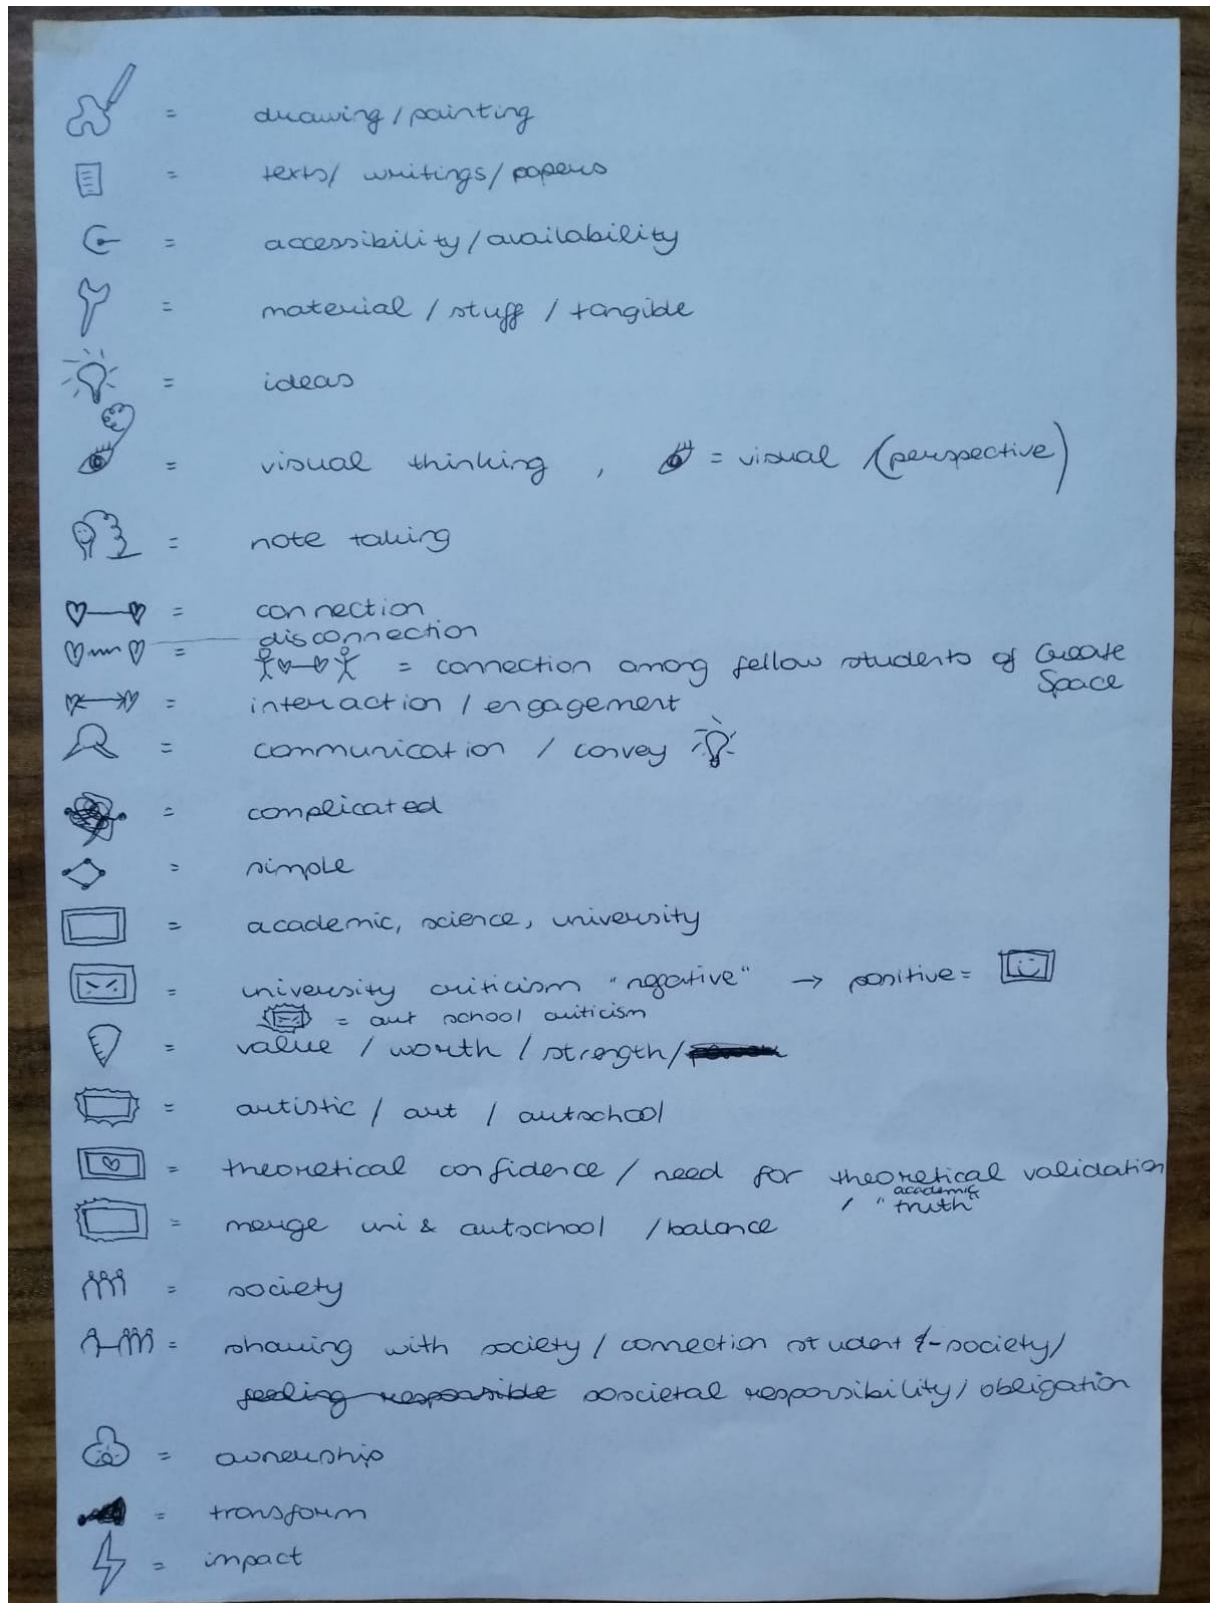 = drawing / painting
= texts / writings / papers
= accessibility / availability
= material / stuff / tangible
= ideas
= visual thinking , = visual / (perspective)
= note taking
= connection
= disconnection
= connection among fellow students of Create Space
= interaction / engagement
= communication / convey
= complicated
= simple
= academic, science, university
= university criticism "negative" → positive =
= art school criticism
= value / worth / strength /
= artistic / art / artschool
= theoretical confidence / need for theoretical validation
/ "academic truth"
= merge uni & artschool / balance
= society
= sharing with society / connection student &-society /
feeling responsible soscietal responsibility / obligation
= ownership
= transform
= impact